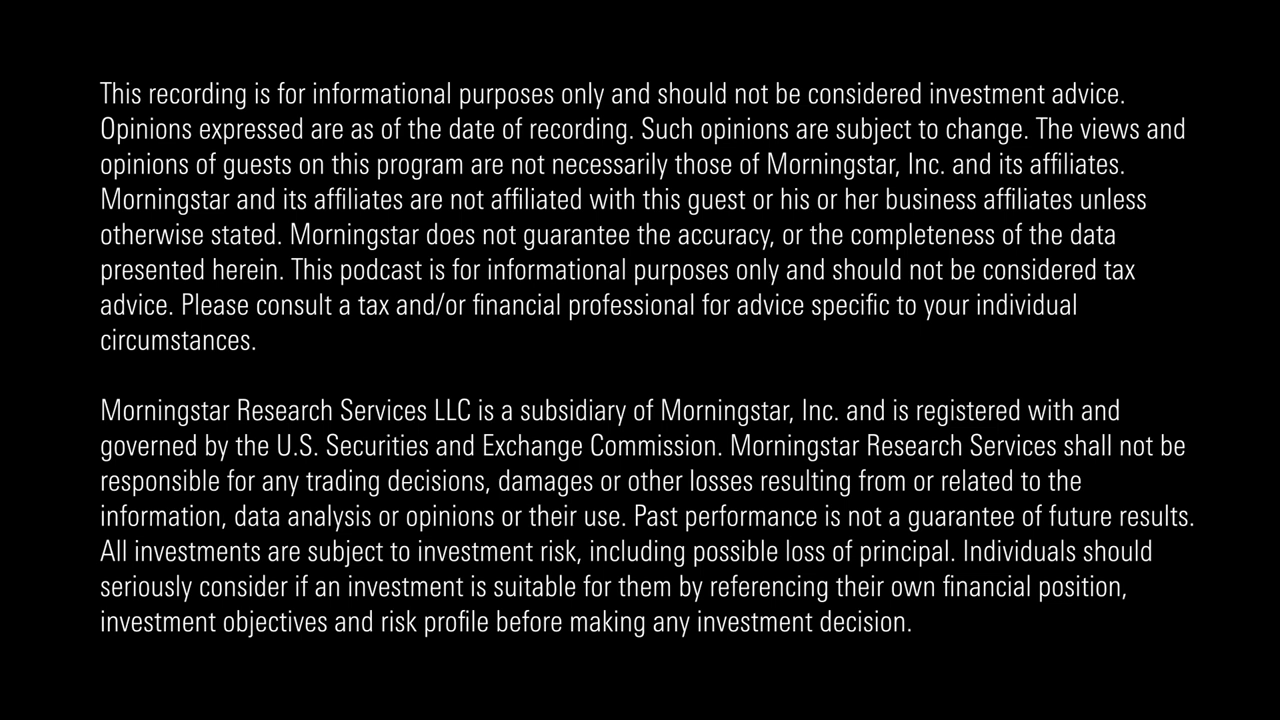 This recording is for informational purposes only and should not be considered investment advice.
Opinions expressed are as of the date of recording. Such opinions are subject to change. The views and
opinions of guests on this program are not necessarily those of Morningstar, Inc. and its affiliates.
Morningstar and its affiliates are not affiliated with this guest or his or her business affiliates unless
otherwise stated. Morningstar does not guarantee the accuracy, or the completeness of the data
presented herein. This podcast is for informational purposes only and should not be considered tax
advice. Please consult a tax and/or financial professional for advice specific to your individual
circumstances.
Morningstar Research Services LLC is a subsidiary of Morningstar, Inc. and is registered with and
governed by the U.S. Securities and Exchange Commission. Morningstar Research Services shall not be
responsible for any trading decisions, damages or other losses resulting from or related to the
information, data analysis or opinions or their use. Past performance is not a guarantee of future results.
All investments are subject to investment risk, including possible loss of principal. Individuals should
seriously consider if an investment is suitable for them by referencing their own financial position,
investment objectives and risk profile before making any investment decision.